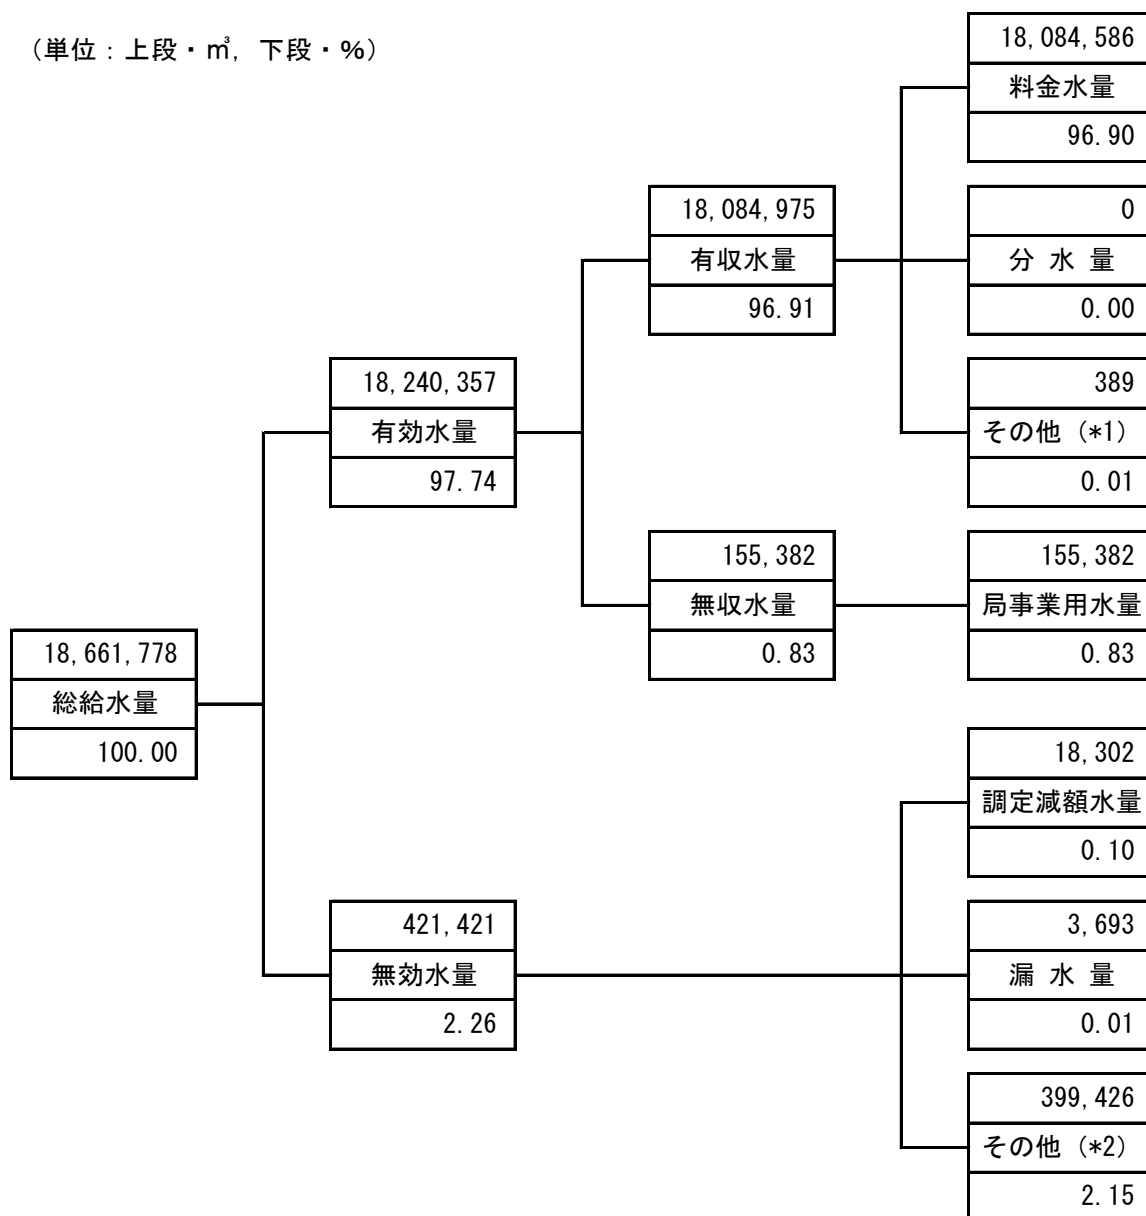 （単位：上段・㎥，下段・%）
18,084,586
料金水量
96.90
18,084,975
有収水量
96.91
0
分 水 量
0.00
18,240,357
有効水量
97.74
389
その他（*1）
0.01
155,382
無収水量
0.83
155,382
局事業用水量
0.83
18,661,778
総給水量
100.00
18,302
調定減額水量
0.10
421,421
無効水量
2.26
3,693
漏 水 量
0.01
399,426
その他（*2）
2.15